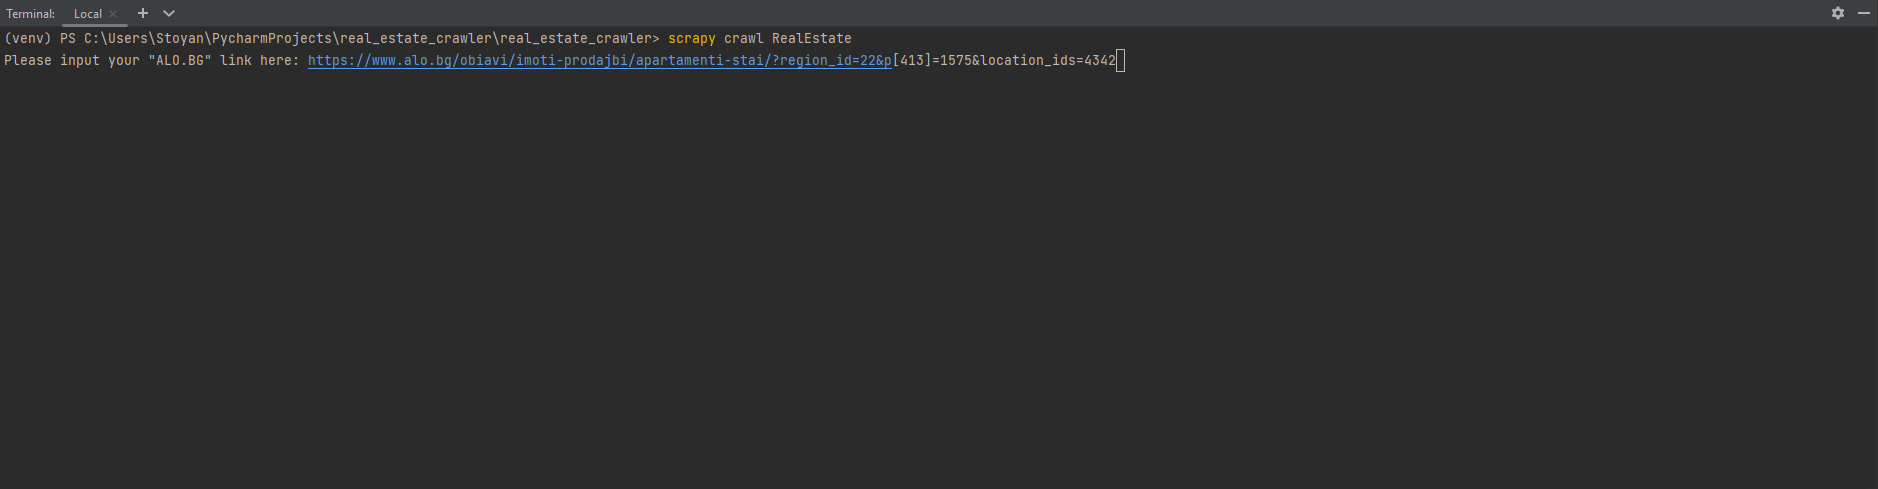 Terminal: Local
(venv) PS C:\Users\Stoyan\PycharmProjects\real_estate_crawler\real_estate_crawler> scrapy crawl RealEstate
Please input your "ALO.BG" link here: https://www.alo.bg/obiavi/imoti-prodajbi/apartamenti-stai/?region_id=22&p[413]=1575&location_ids=4342